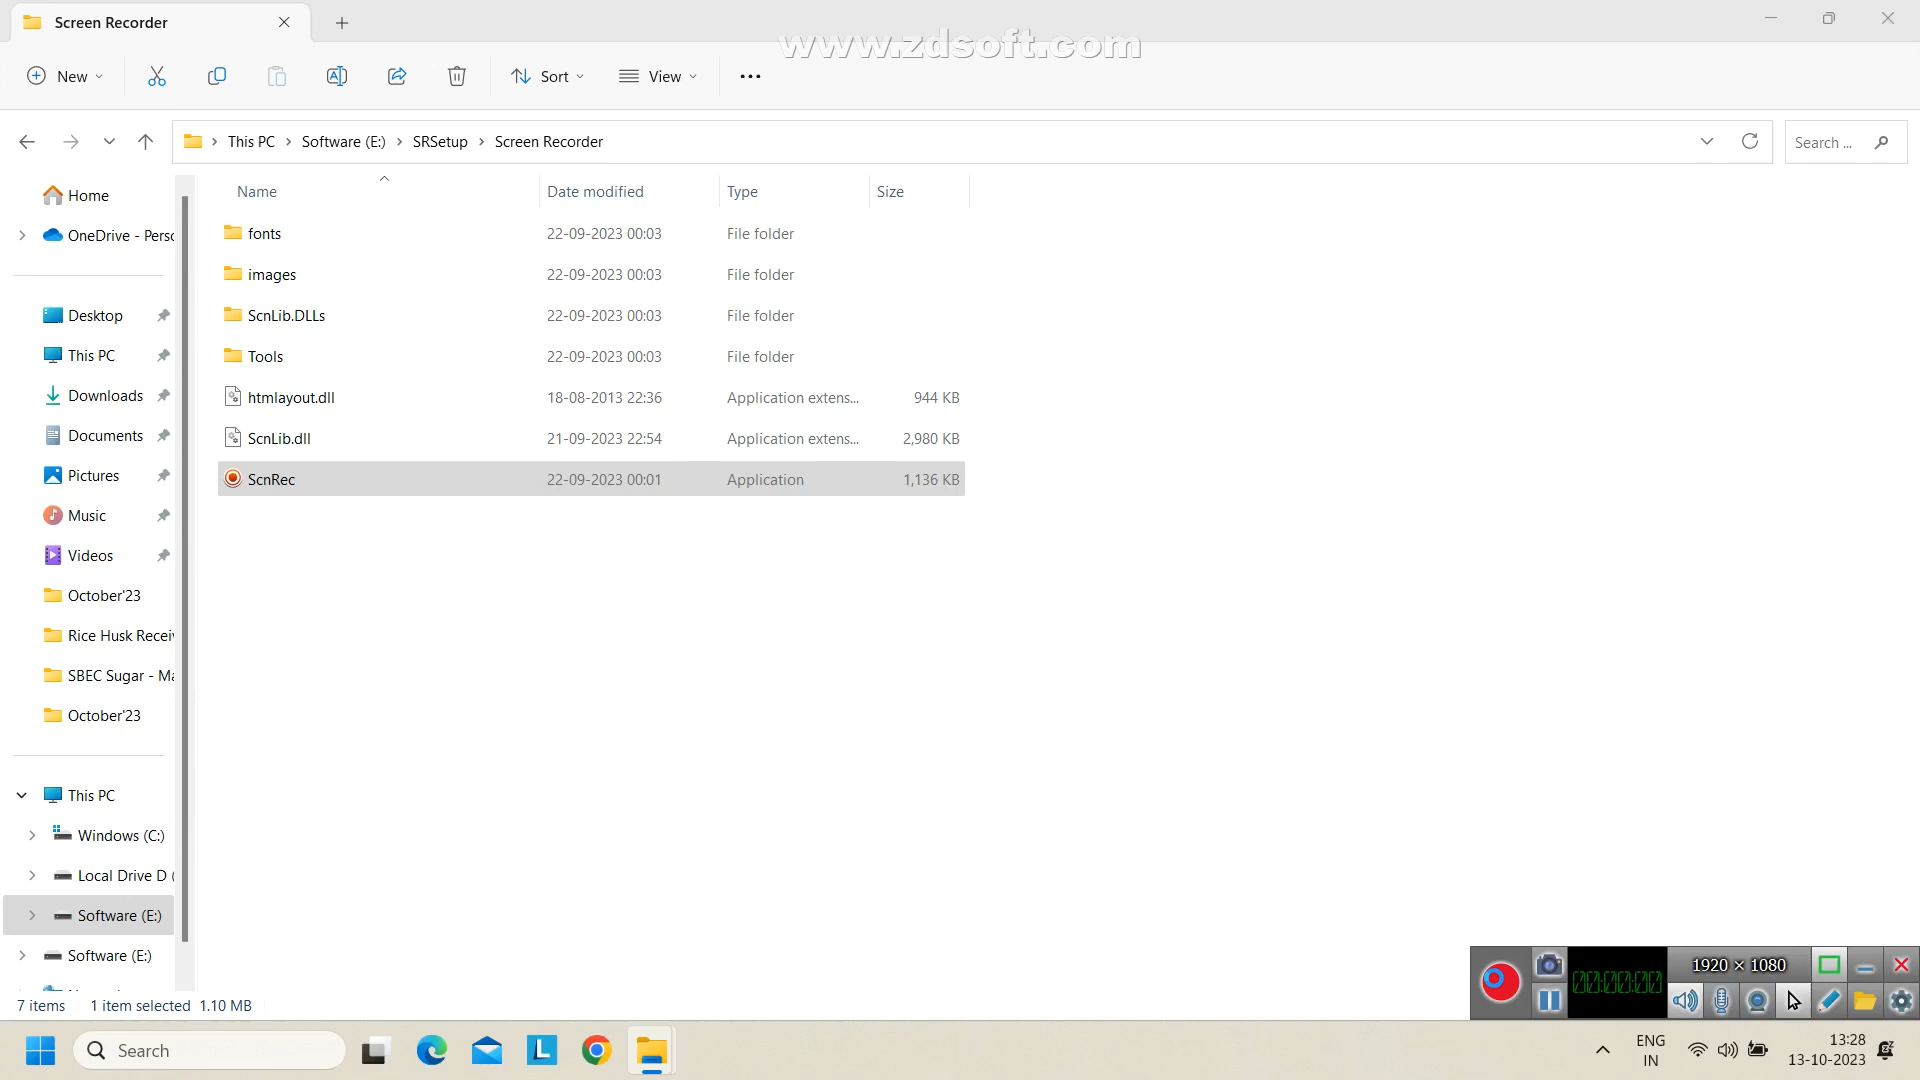 Screen Recorder
www.zdsoft.com
New
Sort
View
This PC
Software (E:)
SRSetup
Screen Recorder
Search ...
Home
OneDrive - Perso
Desktop
This PC
Downloads
Documents
Pictures
Music
Videos
October'23
Rice Husk Recei
SBEC Sugar - Ma
October'23
This PC
Windows (C:)
Local Drive D (
Software (E:)
Software (E:)
Name Date modified Type Size
fonts 22-09-2023 00:03 File folder
images 22-09-2023 00:03 File folder
ScnLib.DLLs 22-09-2023 00:03 File folder
Tools 22-09-2023 00:03 File folder
htmlayout.dll 18-08-2013 22:36 Application extens... 944 KB
ScnLib.dll 21-09-2023 22:54 Application extens... 2,980 KB
ScnRec 22-09-2023 00:01 Application 1,136 KB
7 items 1 item selected 1.10 MB
00:00:00
1920 × 1080
Search
ENG
IN
13:28
13-10-2023